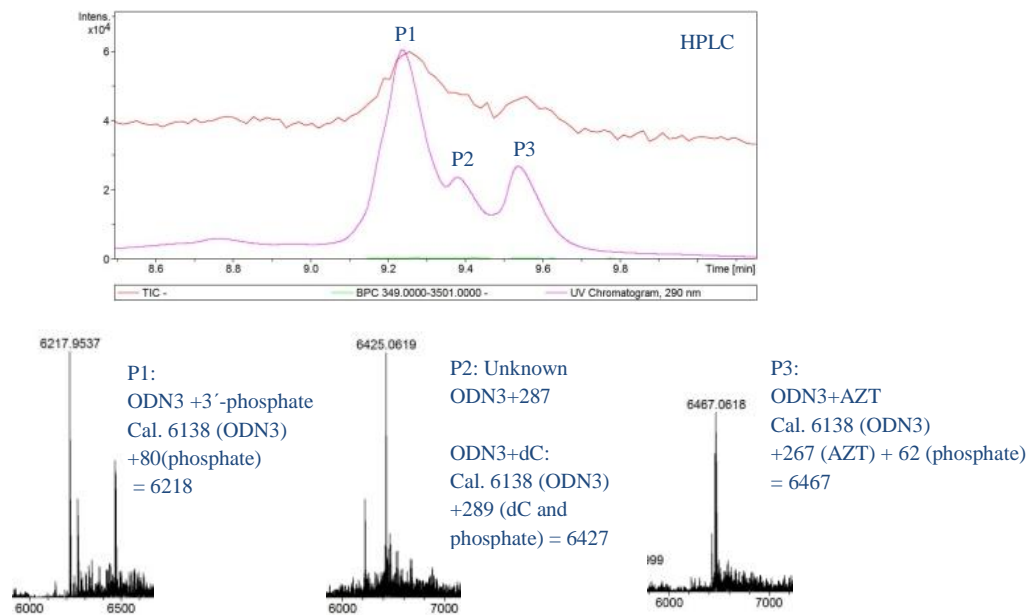 Intens.
x10⁴
P1
HPLC
6
4
P2
P3
2
0
8.6
8.8
9.0
9.2
9.4
9.6
9.8
Time [min]
TIC -
BPC 349.0000-3501.0000 -
UV Chromatogram, 290 nm
6217.9537
P1:
ODN3 +3´-phosphate
Cal. 6138 (ODN3)
+80(phosphate)
= 6218
6000
6500
6425.0619
P2: Unknown
ODN3+287
ODN3+dC:
Cal. 6138 (ODN3)
+289 (dC and
phosphate) = 6427
6000
7000
6467.0618
P3:
ODN3+AZT
Cal. 6138 (ODN3)
+267 (AZT) + 62 (phosphate)
= 6467
999
6000
7000